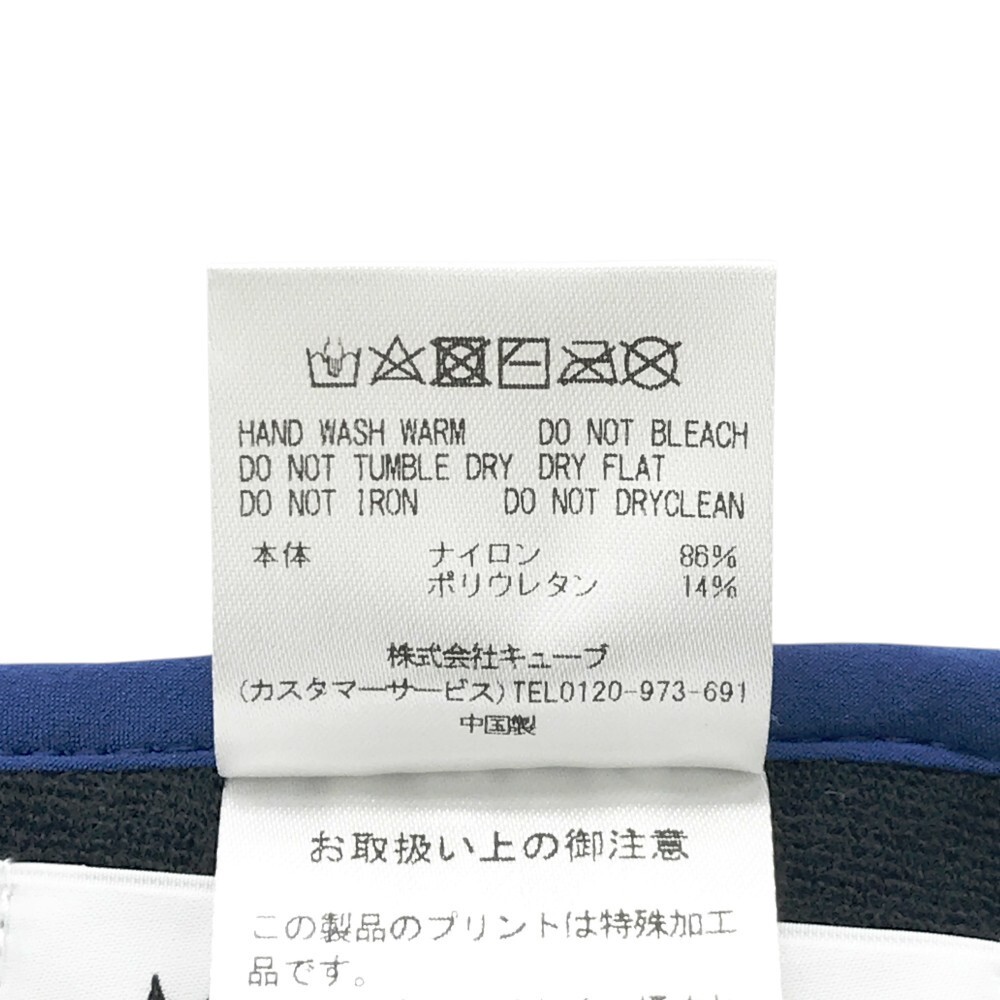 HAND WASH WARM DO NOT BLEACH
DO NOT TUMBLE DRY DRY FLAT
DO NOT IRON DO NOT DRYCLEAN
本体 ナイロン 86%
ポリウレタン 14%
株式会社キューブ
(カスタマーサービス)TEL0120-973-691
中国製
お取扱い上の御注意
この製品のプリントは特殊加工
品です。